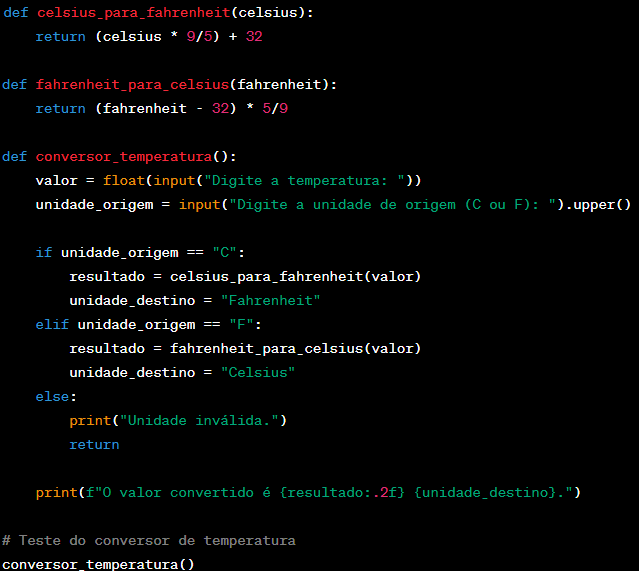 def celsius_para_fahrenheit(celsius):
    return (celsius * 9/5) + 32

def fahrenheit_para_celsius(fahrenheit):
    return (fahrenheit - 32) * 5/9

def conversor_temperatura():
    valor = float(input("Digite a temperatura: "))
    unidade_origem = input("Digite a unidade de origem (C ou F): ").upper()

    if unidade_origem == "C":
        resultado = celsius_para_fahrenheit(valor)
        unidade_destino = "Fahrenheit"
    elif unidade_origem == "F":
        resultado = fahrenheit_para_celsius(valor)
        unidade_destino = "Celsius"
    else:
        print("Unidade inválida.")
        return

    print(f"O valor convertido é {resultado:.2f} {unidade_destino}.")

# Teste do conversor de temperatura
conversor_temperatura()